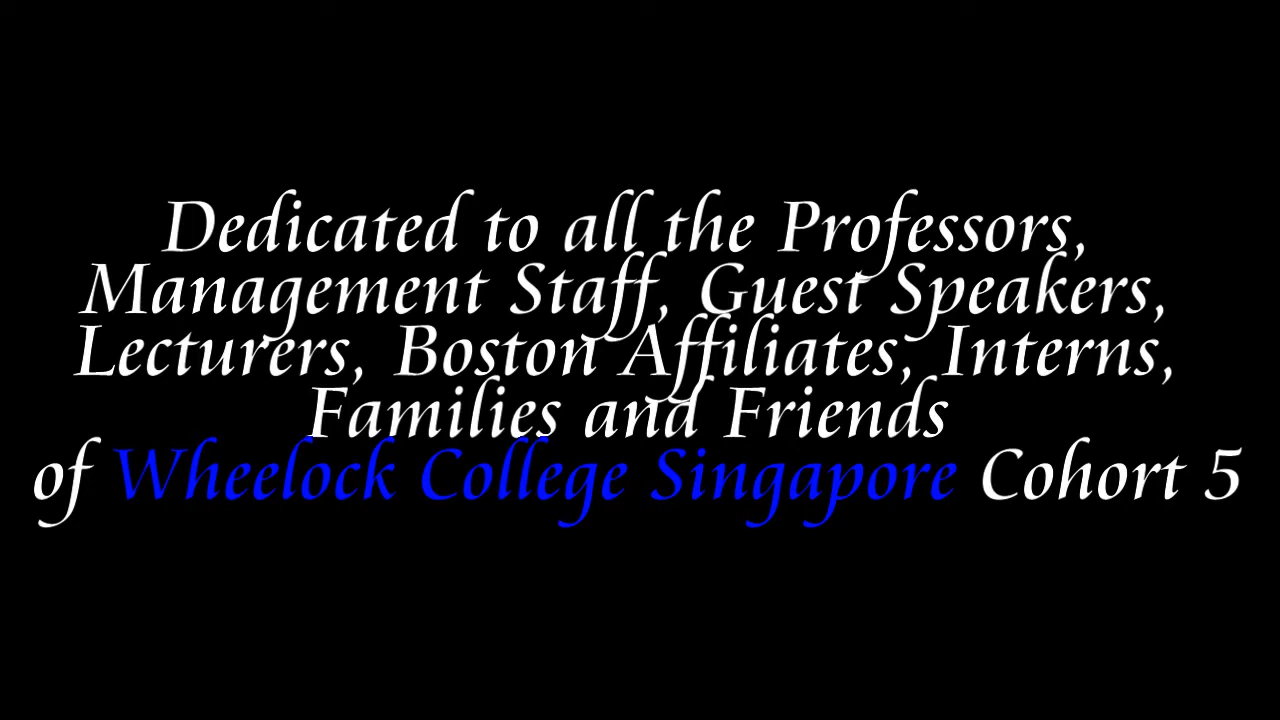 Dedicated to all the Professors,
Management Staff, Guest Speakers,
Lecturers, Boston Affiliates, Interns,
Families and Friends
of Wheelock College Singapore Cohort 5